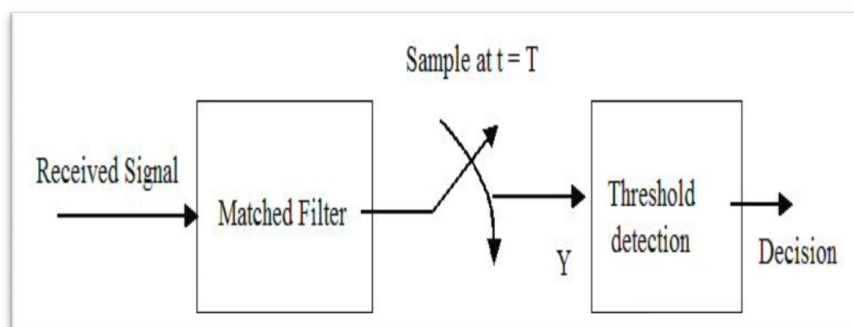 Sample at t = T
Received Signal
Matched Filter
Y
Threshold
detection
Decision